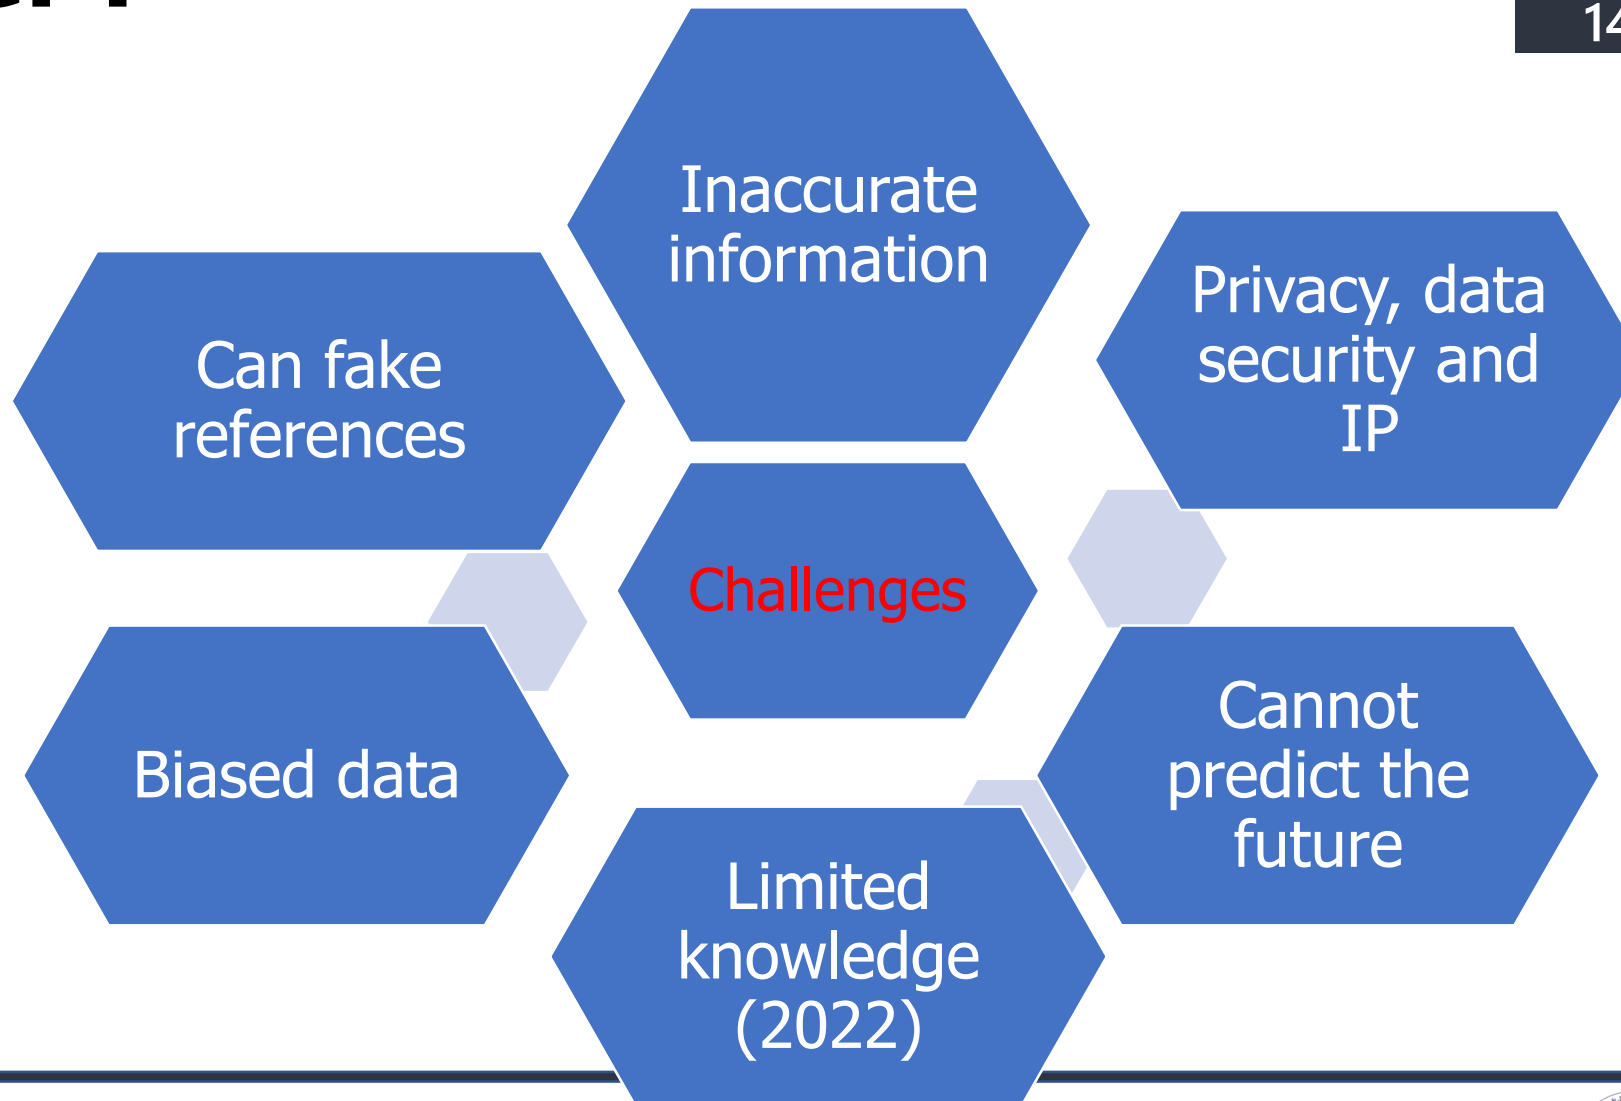 14
Inaccurate
information
Privacy, data
security and
IP
Can fake
references
Challenges
Cannot
predict the
future
Biased data
Limited
knowledge
(2022)